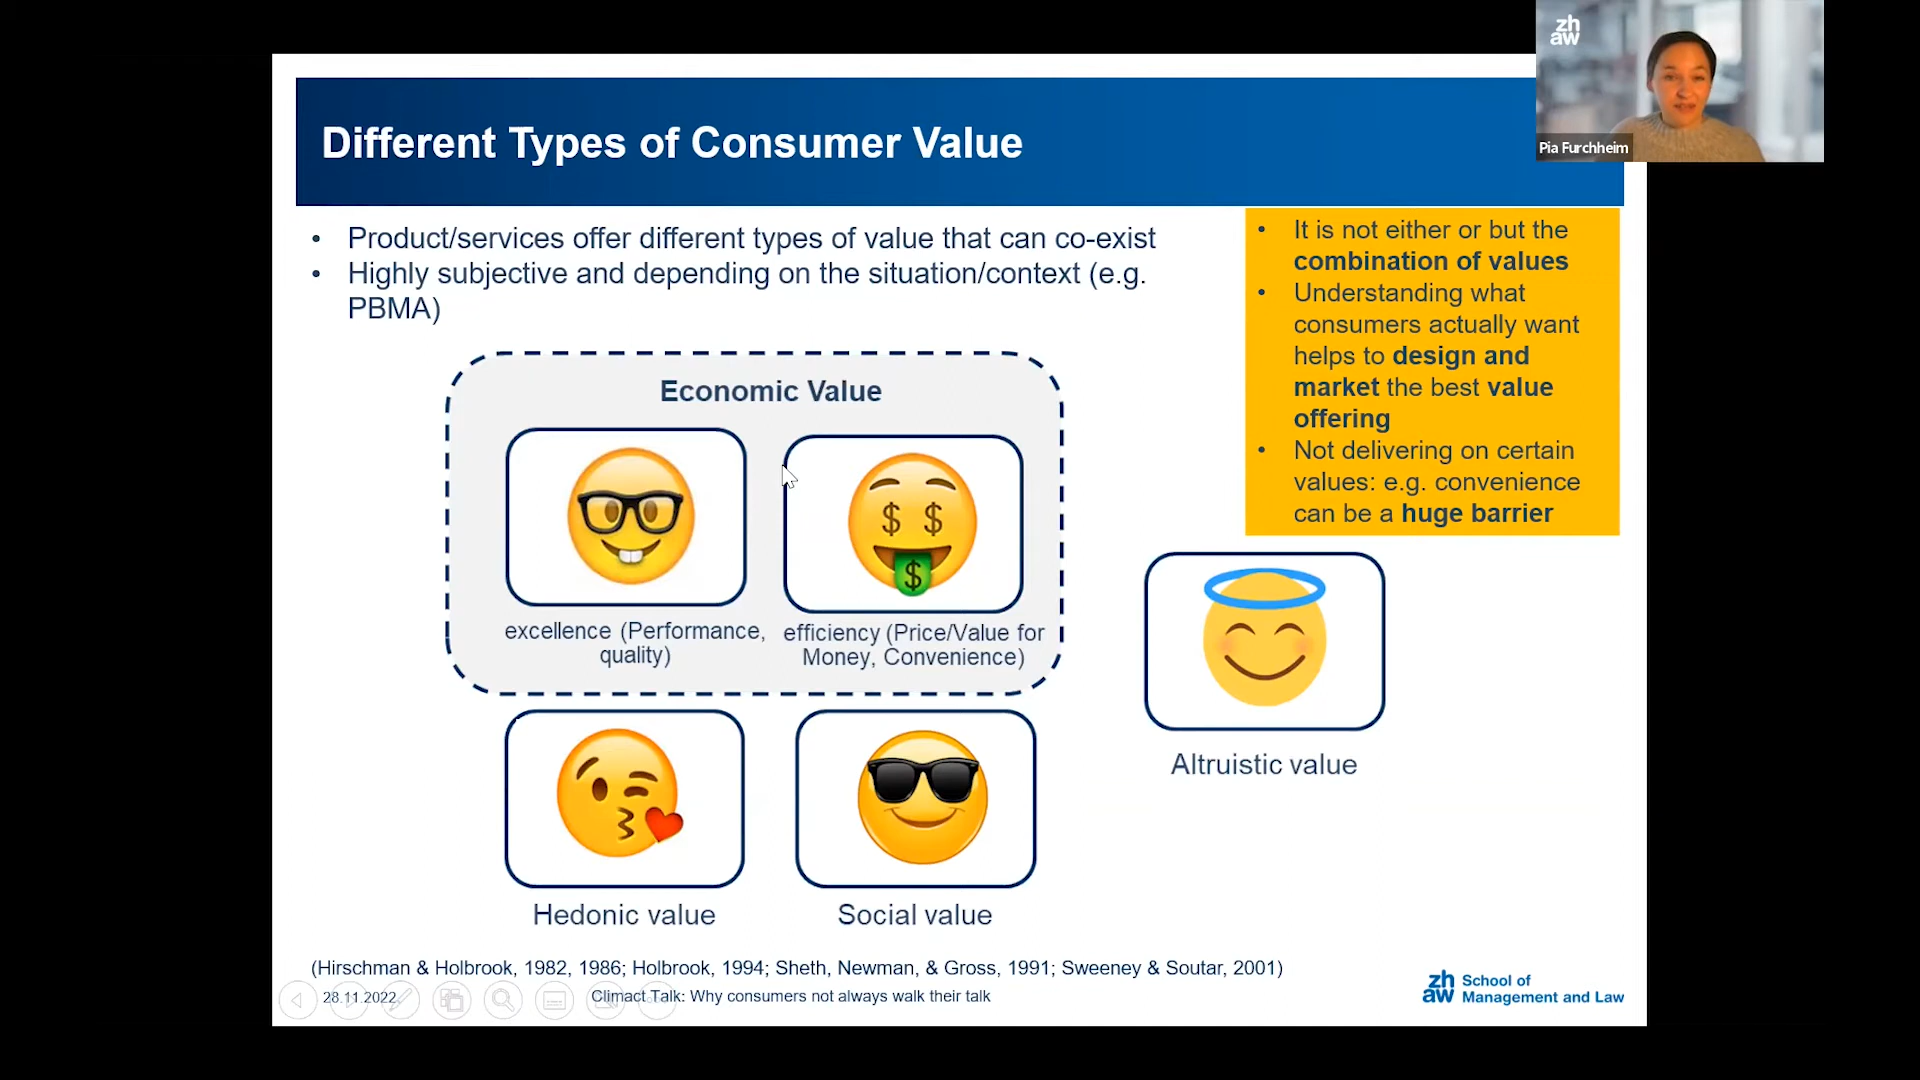 zh
aw
Pia Furchheim
Different Types of Consumer Value
• Product/services offer different types of value that can co-exist
• Highly subjective and depending on the situation/context (e.g.
PBMA)
• It is not either or but the
combination of values
• Understanding what
consumers actually want
helps to design and
market the best value
offering
• Not delivering on certain
values: e.g. convenience
can be a huge barrier
Economic Value
$ $
$
excellence (Performance,
quality)
efficiency (Price/Value for
Money, Convenience)
Altruistic value
Hedonic value
Social value
(Hirschman & Holbrook, 1982, 1986; Holbrook, 1994; Sheth, Newman, & Gross, 1991; Sweeney & Soutar, 2001)
28.11.2022
Climact Talk: Why consumers not always walk their talk
zh
aw
School of
Management and Law